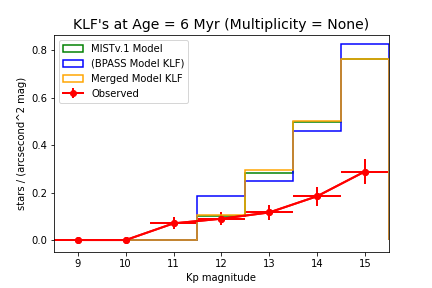 KLF's at Age = 6 Myr (Multiplicity = None)
MISTv.1 Model
(BPASS Model KLF)
Merged Model KLF
Observed
stars / (arcsecond^2 mag)
0.8
0.6
0.4
0.2
0.0
9 10 11 12 13 14 15
Kp magnitude